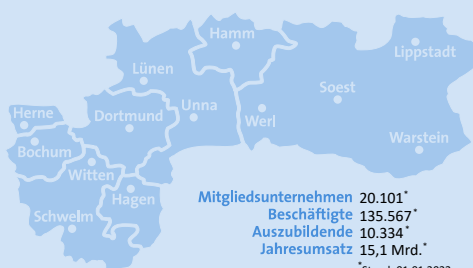 Hamm
Lippstadt
Lünen
Soest
Unna
Herne
Dortmund
Werl
Warstein
Bochum
Witten
Hagen
Schwelm
Mitgliedsunternehmen 20.101*
Beschäftigte 135.567*
Auszubildende 10.334*
Jahresumsatz 15,1 Mrd.*